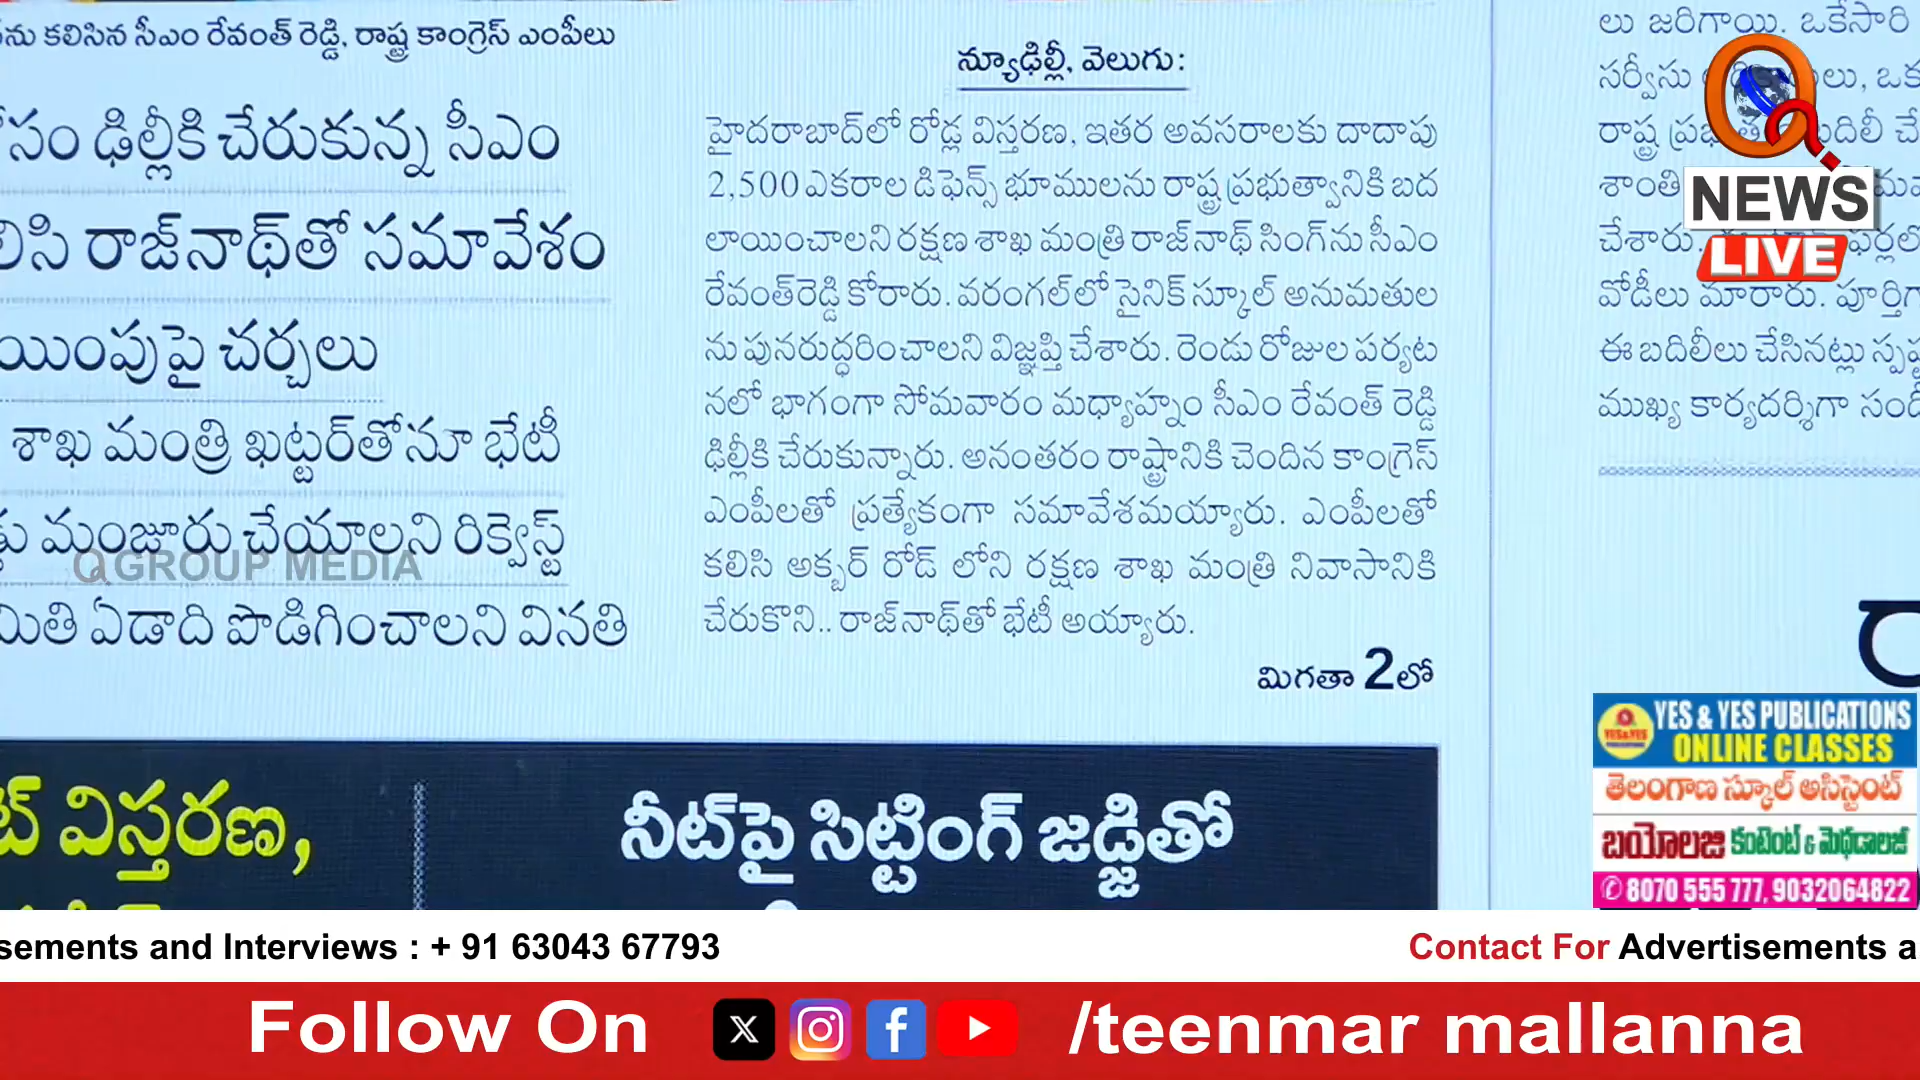 ను కలిసిన సీఎం రేవంత్ రెడ్డి, రాష్ట్ర కాంగ్రెస్ ఎంపీలు
ఢిల్లీకి చేరుకున్న సీఎం
రాజ్‌నాథ్‌తో సమావేశం
చర్చలు
శాఖ మంత్రి ఖట్టర్‌తోనూ భేటీ
మంజూరు చేయాలని రిక్వెస్ట్
ఏడాది పొడిగించాలని వినతి
న్యూఢిల్లీ, వెలుగు:
హైదరాబాద్‌లో రోడ్ల విస్తరణ, ఇతర అవసరాలకు దాదాపు
2,500 ఎకరాల డిఫెన్స్ భూములను రాష్ట్ర ప్రభుత్వానికి బద
లాయించాలని రక్షణ శాఖ మంత్రి రాజ్‌నాథ్ సింగ్‌ను సీఎం
రేవంత్‌రెడ్డి కోరారు. వరంగల్‌లో సైనిక్ స్కూల్ అనుమతుల
ను పునరుద్ధరించాలని విజ్ఞప్తి చేశారు. రెండు రోజుల పర్యట
నలో భాగంగా సోమవారం మధ్యాహ్నం సీఎం రేవంత్ రెడ్డి
ఢిల్లీకి చేరుకున్నారు. అనంతరం రాష్ట్రానికి చెందిన కాంగ్రెస్
ఎంపీలతో ప్రత్యేకంగా సమావేశమయ్యారు. ఎంపీలతో
కలిసి అక్బర్ రోడ్ లోని రక్షణ శాఖ మంత్రి నివాసానికి
చేరుకొని.. రాజ్‌నాథ్‌తో భేటీ అయ్యారు.
మిగతా 2లో
లు జరిగాయి. ఒకేసారి
సర్వీసు
రాష్ట్ర
బదిలీ
శాంతి
చేశారు.
వోడీలు మారారు.
ఈ బదిలీలు చేసినట్లు
ముఖ్య కార్యదర్శిగా
విస్తరణ,
నీట్‌పై సిట్టింగ్ జడ్జితో
Q GROUP MEDIA
NEWS
LIVE
YES & YES PUBLICATIONS
ONLINE CLASSES
తెలంగాణ స్కూల్ అసిస్టెంట్
బయోలజి కంటెంట్ & మెథడాలజీ
8070 555 777, 9032064822
sements and Interviews : + 91 63043 67793
Contact For Advertisements a
Follow On /teenmar mallanna